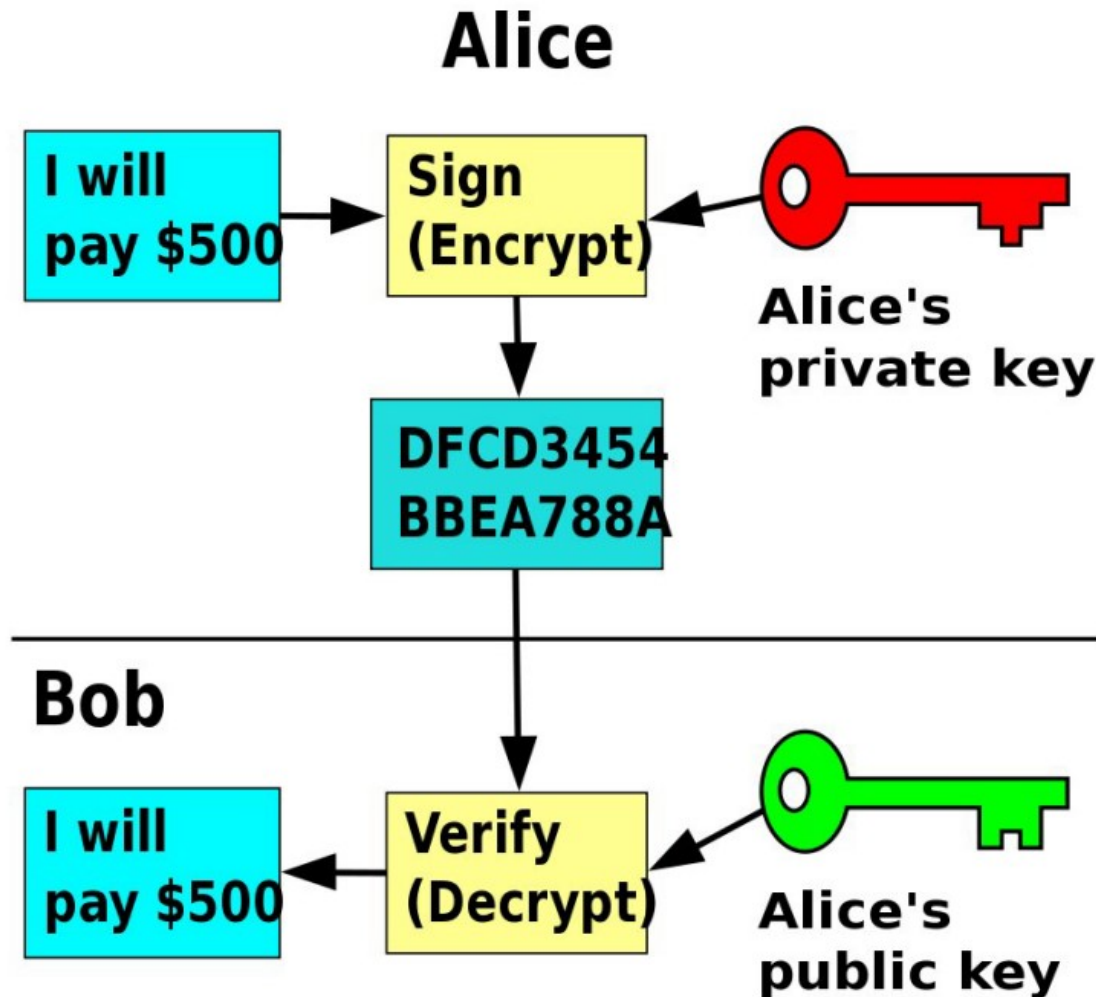 Alice
I will
pay $500
Sign
(Encrypt)
Alice's
private key
DFCD3454
BBEA788A
Bob
I will
pay $500
Verify
(Decrypt)
Alice's
public key